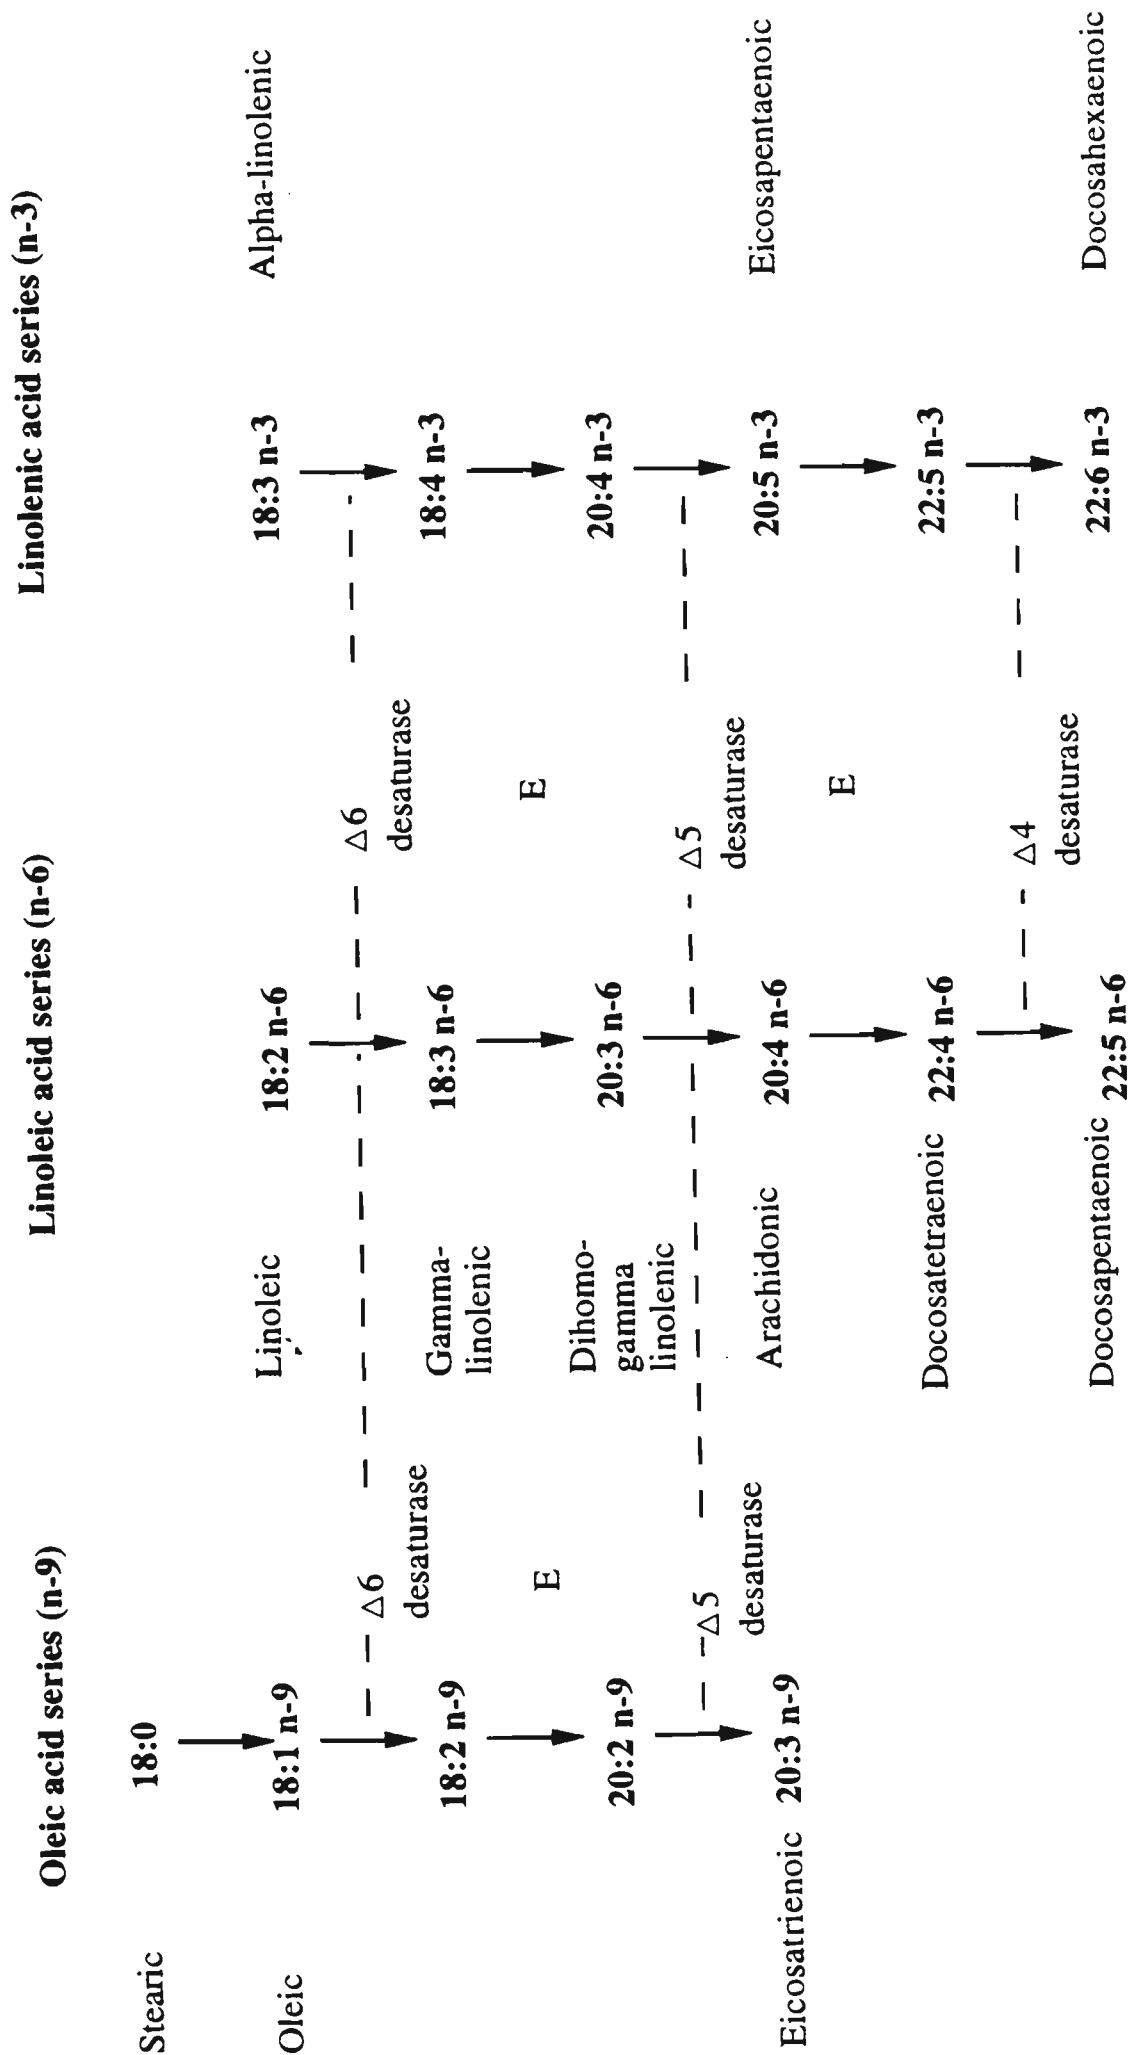 Oleic acid series (n-9)
Linoleic acid series (n-6)
Linolenic acid series (n-3)
Stearic
18:0
Oleic
18:1 n-9
Linoleic
18:2 n-6
18:3 n-3
Alpha-linolenic
Δ6
desaturase
Δ6
desaturase
18:2 n-9
Gamma-
linolenic
18:3 n-6
18:4 n-3
E
E
20:2 n-9
Dihomo-
gamma
linolenic
20:3 n-6
20:4 n-3
Δ5
desaturase
Δ5
desaturase
Eicosatrienoic
20:3 n-9
Arachidonic
20:4 n-6
20:5 n-3
Eicosapentaenoic
E
Docosatetraenoic
22:4 n-6
22:5 n-3
Δ4
desaturase
Docosapentaenoic
22:5 n-6
22:6 n-3
Docosahexaenoic